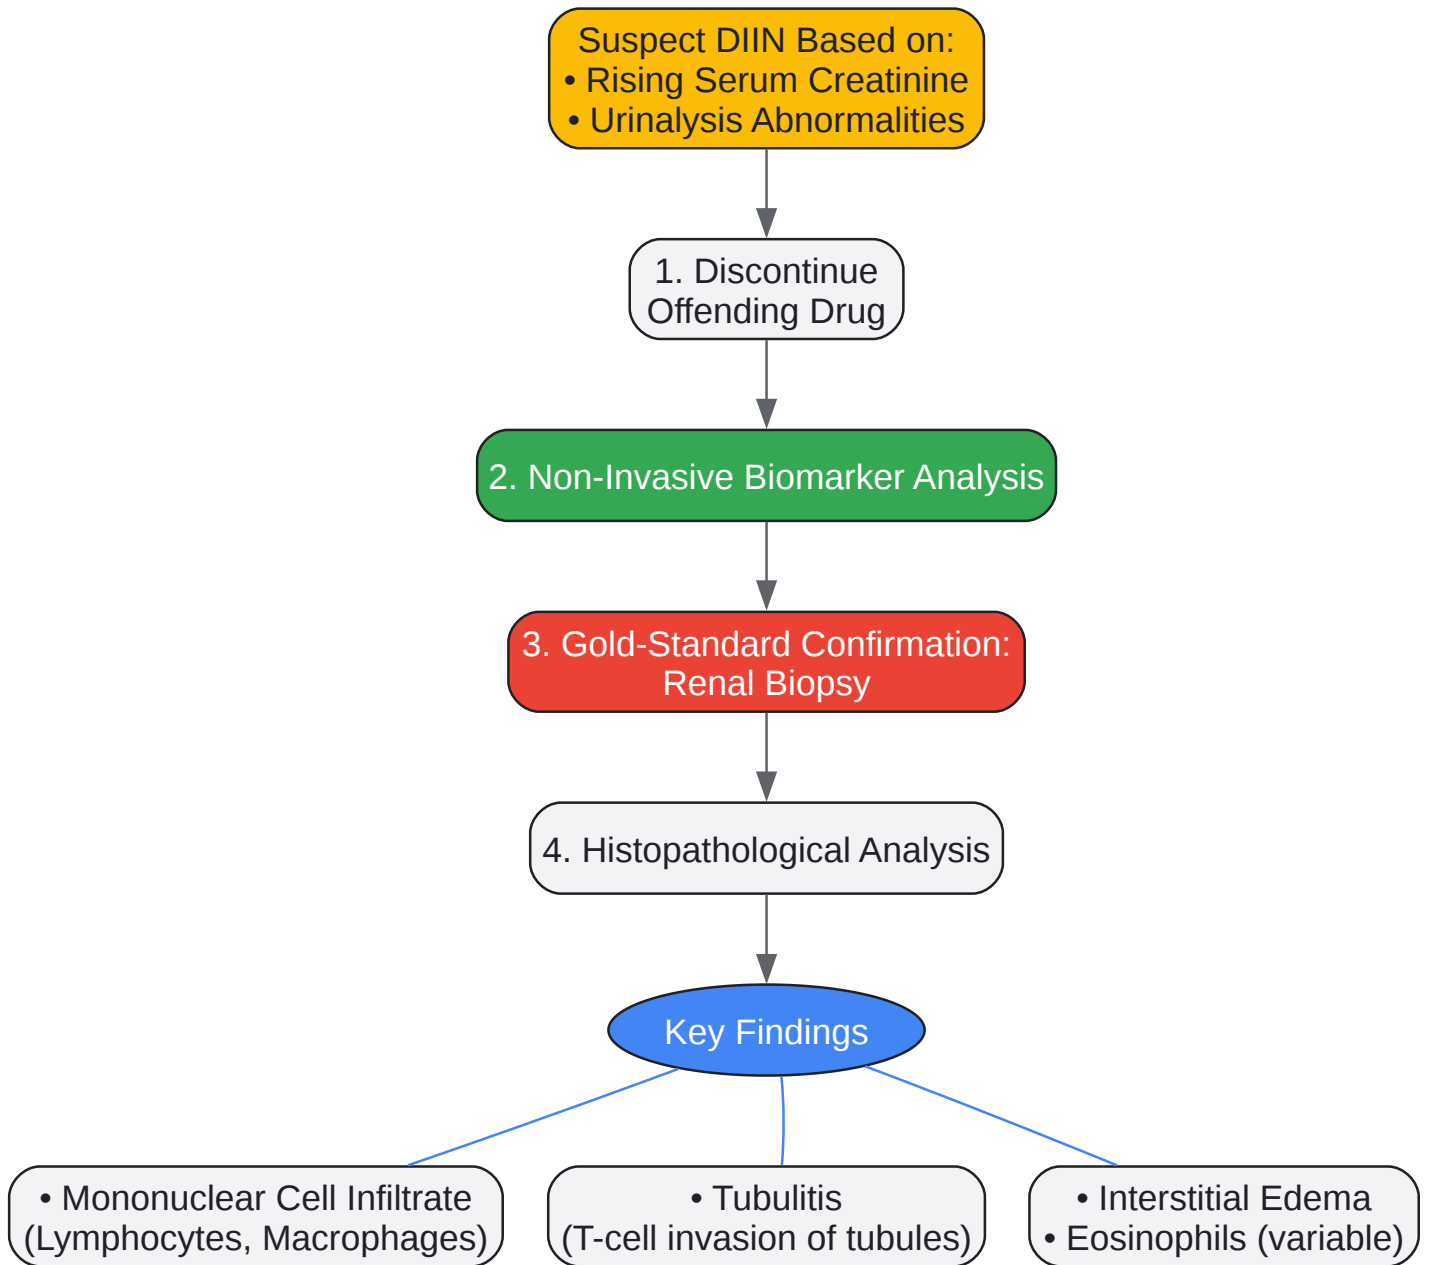 Suspect DIIN Based on:
• Rising Serum Creatinine
• Urinalysis Abnormalities
1. Discontinue
Offending Drug
2. Non-Invasive Biomarker Analysis
3. Gold-Standard Confirmation:
Renal Biopsy
4. Histopathological Analysis
Key Findings
• Mononuclear Cell Infiltrate
(Lymphocytes, Macrophages)
• Tubulitis
(T-cell invasion of tubules)
• Interstitial Edema
• Eosinophils (variable)